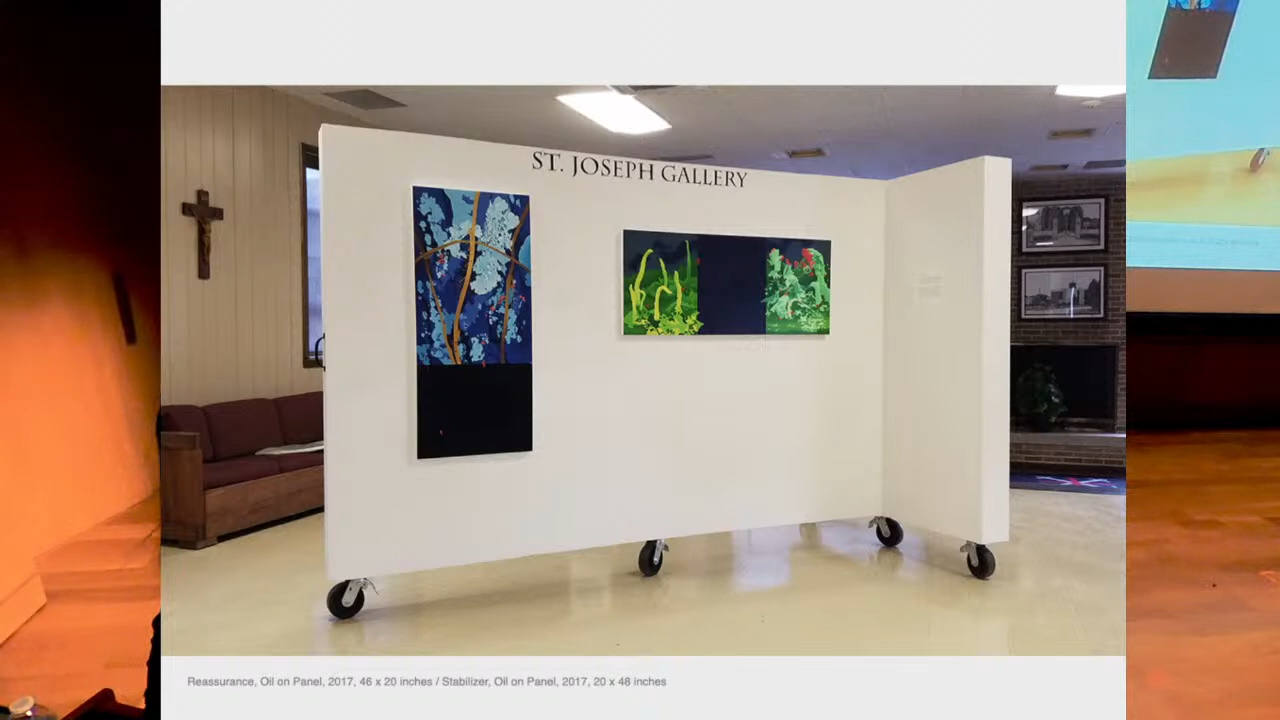 ST. JOSEPH GALLERY
Reassurance, Oil on Panel, 2017, 46 x 20 inches / Stabilizer, Oil on Panel, 2017, 20 x 48 inches